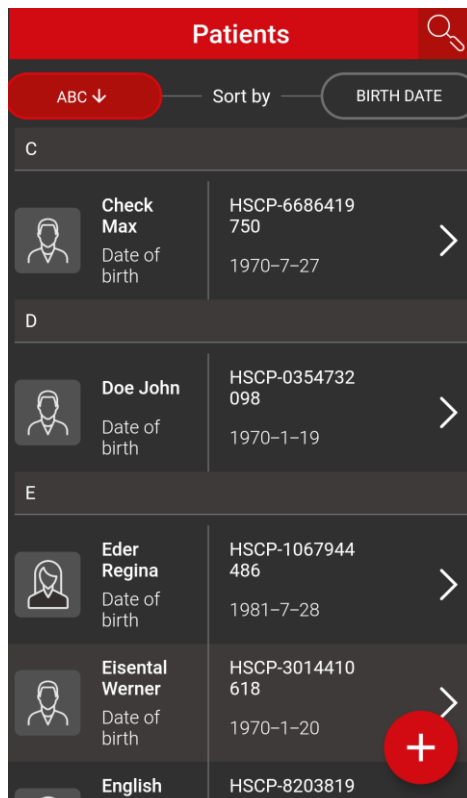 Patients
ABC ↓ Sort by BIRTH DATE
C
Check
Max
Date of
birth
HSCP-6686419
750
1970-7-27
D
Doe John
Date of
birth
HSCP-0354732
098
1970-1-19
E
Eder
Regina
Date of
birth
HSCP-1067944
486
1981-7-28
Eisental
Werner
Date of
birth
HSCP-3014410
618
1970-1-20
English
HSCP-8203819